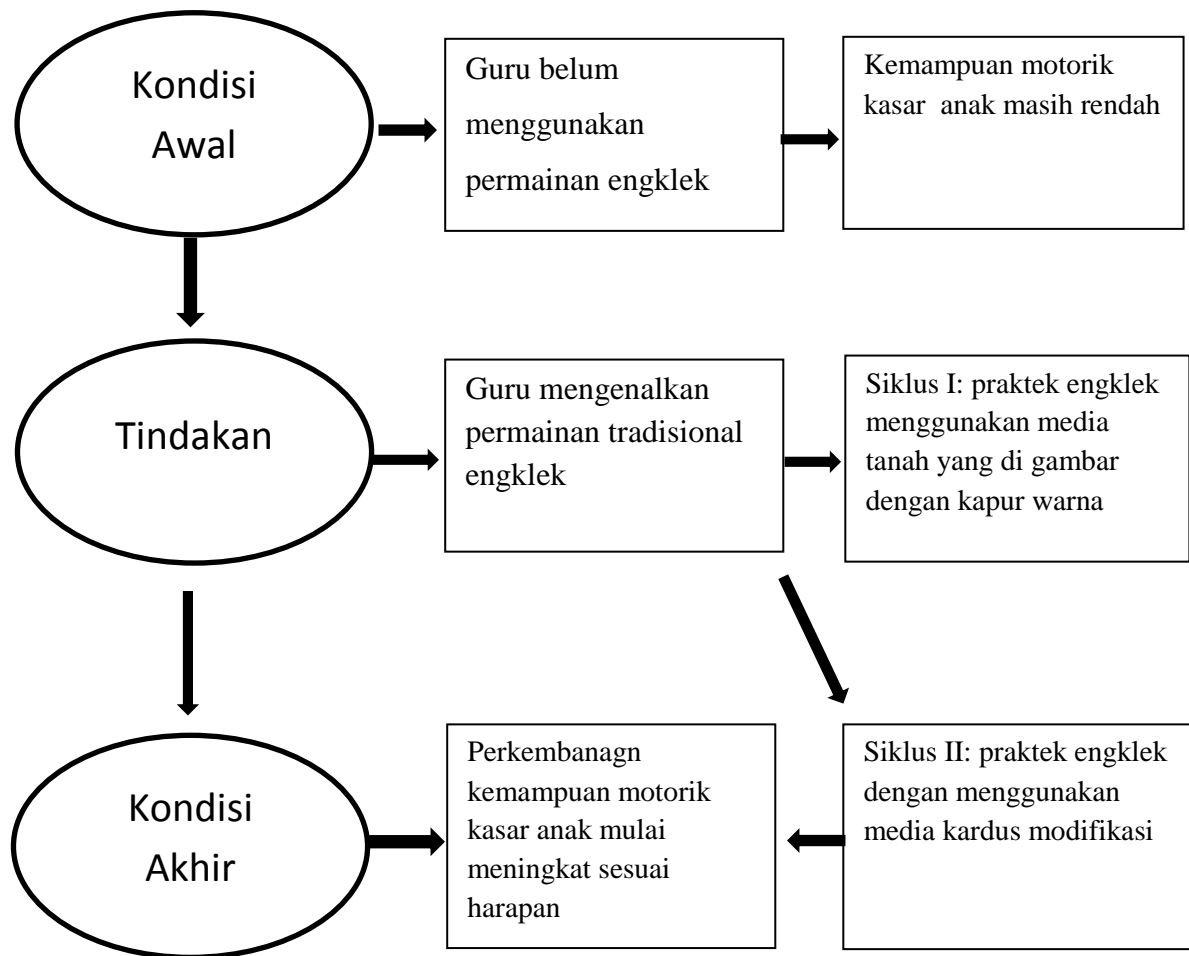 Kondisi
Awal
Guru belum
menggunakan
permainan engklek
Kemampuan motorik
kasar anak masih rendah
Tindakan
Guru mengenalkan
permainan tradisional
engklek
Siklus I: praktek engklek
menggunakan media
tanah yang di gambar
dengan kapur warna
Kondisi
Akhir
Perkembanagn
kemampuan motorik
kasar anak mulai
meningkat sesuai
harapan
Siklus II: praktek engklek
dengan menggunakan
media kardus modifikasi